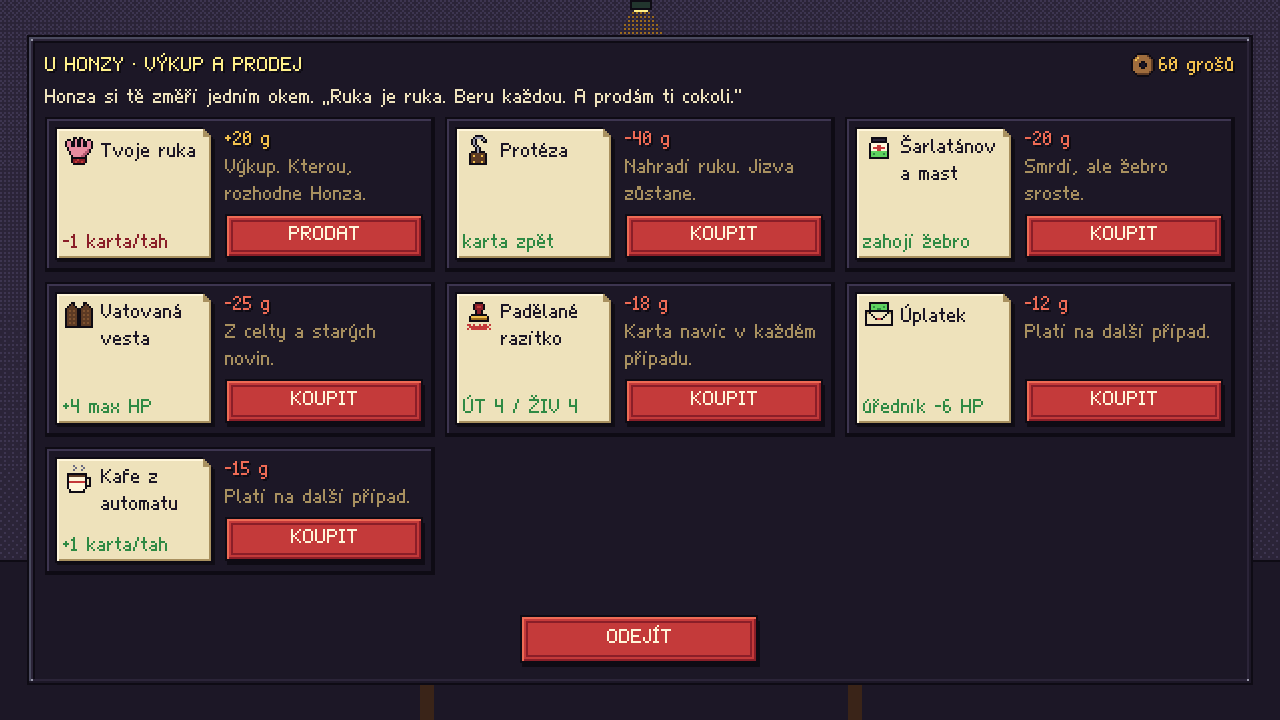 U HONZY · VÝKUP A PRODEJ
60 grošů
Honza si tě změří jedním okem. „Ruka je ruka. Beru každou. A prodám ti cokoli."
Tvoje ruka
-1 karta/tah
+20 g
Výkup. Kterou,
rozhodne Honza.
PRODAT
Protéza
karta zpět
-40 g
Nahradí ruku. Jizva
zůstane.
KOUPIT
Šarlatánov
a mast
zahojí žebro
-20 g
Smrdí, ale žebro
sroste.
KOUPIT
Vatovaná
vesta
+4 max HP
-25 g
Z celty a starých
novin.
KOUPIT
Padělané
razítko
ÚT 4 / ŽIV 4
-18 g
Karta navíc v každém
případu.
KOUPIT
Úplatek
úředník -6 HP
-12 g
Platí na další případ.
KOUPIT
Kafe z
automatu
+1 karta/tah
-15 g
Platí na další případ.
KOUPIT
ODEJÍT